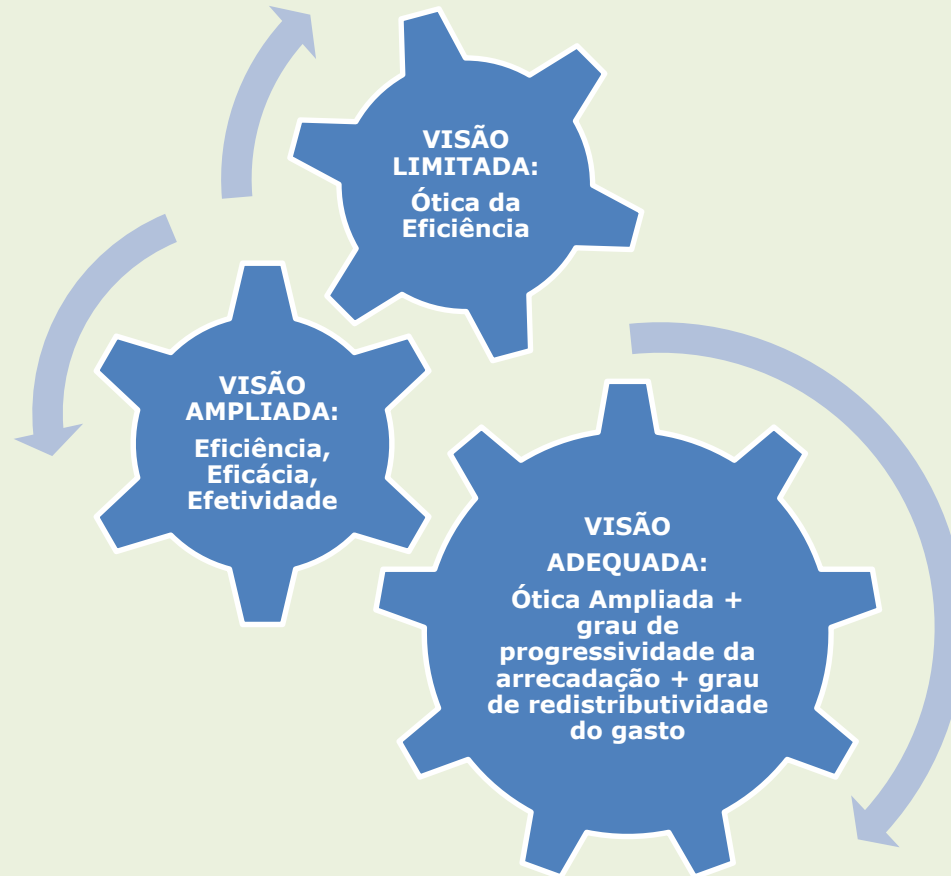 VISÃO
LIMITADA:
Ótica da
Eficiência
VISÃO
AMPLIADA:
Eficiência,
Eficácia,
Efetividade
VISÃO
ADEQUADA:
Ótica Ampliada +
grau de
progressividade da
arrecadação + grau
de redistributividade
do gasto